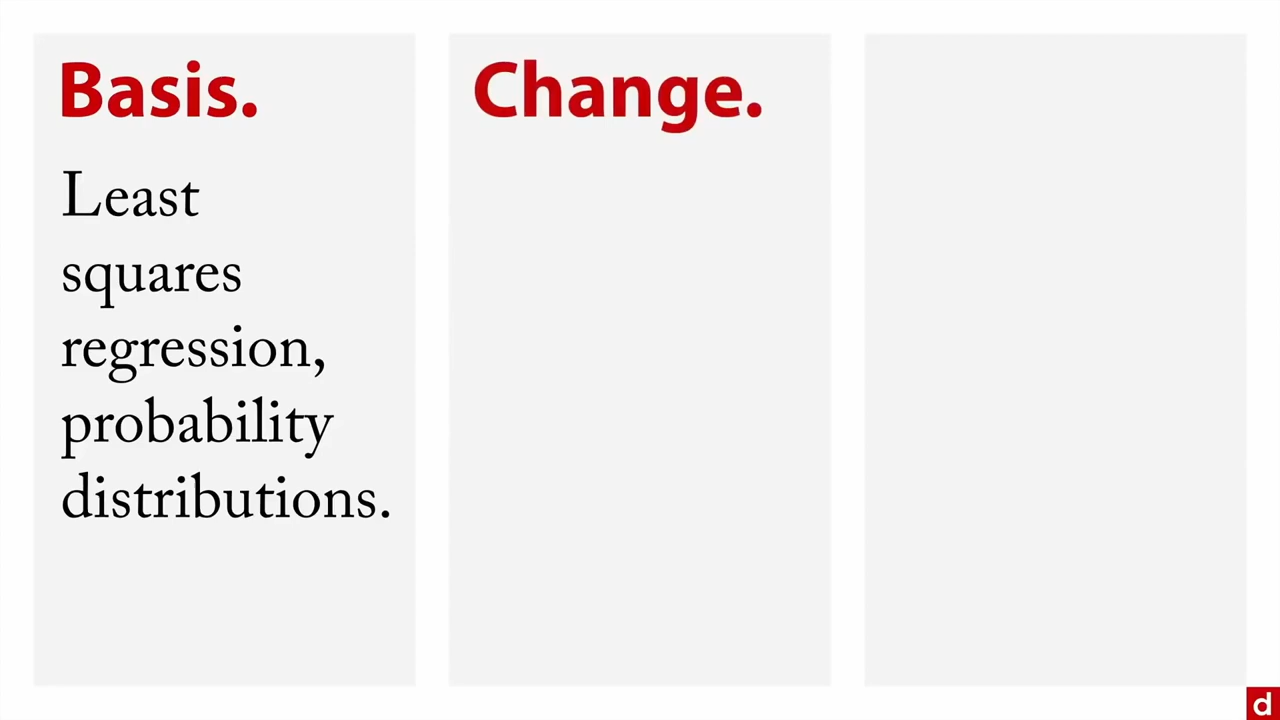 Basis.
Least
squares
regression,
probability
distributions.
Change.
d